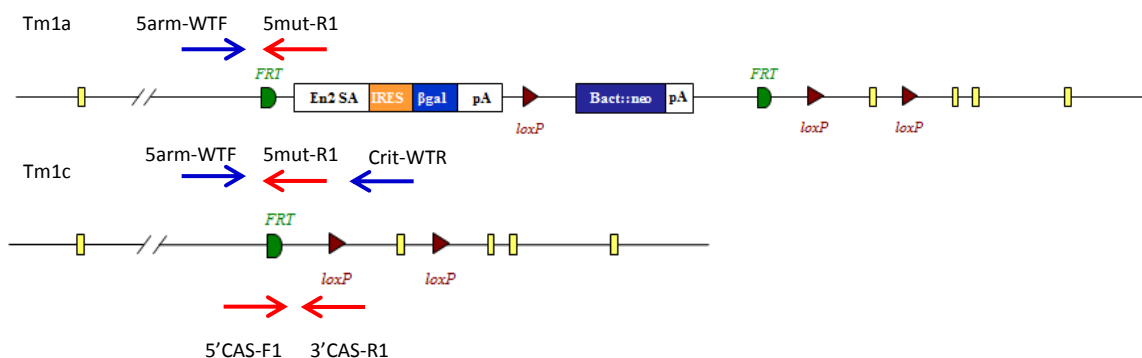 Tm1a 5arm-WTF 5mut-R1
FRT FRT
En2 SA IRES βgal pA Bact::neo pA
loxP loxP loxP
5arm-WTF 5mut-R1 Crit-WTR
Tm1c
FRT
loxP loxP
5'CAS-F1 3'CAS-R1